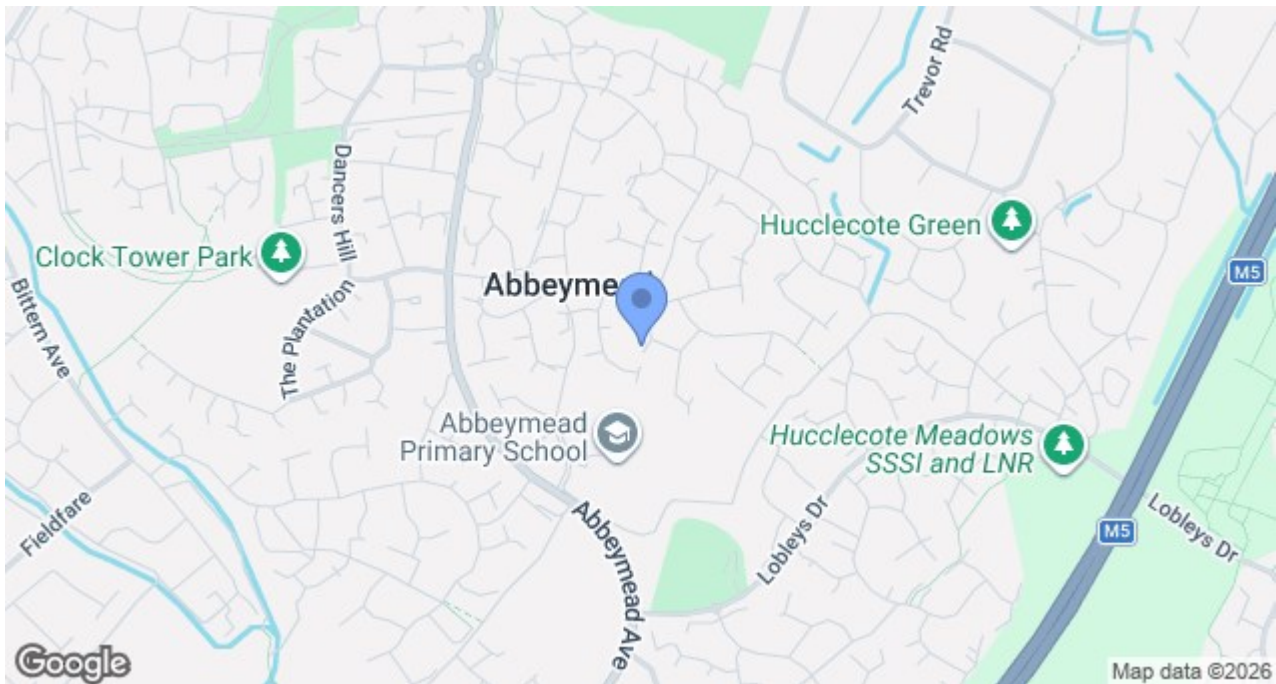 Trevor Rd
Dancers Hill
Hucclecote Green
Clock Tower Park
M5
Abbeyme
Bittern Ave
The Plantation
Abbeymead
Primary School
Hucclecote Meadows
SSSI and LNR
Fieldfare
Abbeymead Ave
Lobleys Dr
Lobleys Dr
M5
Google
Map data ©2026